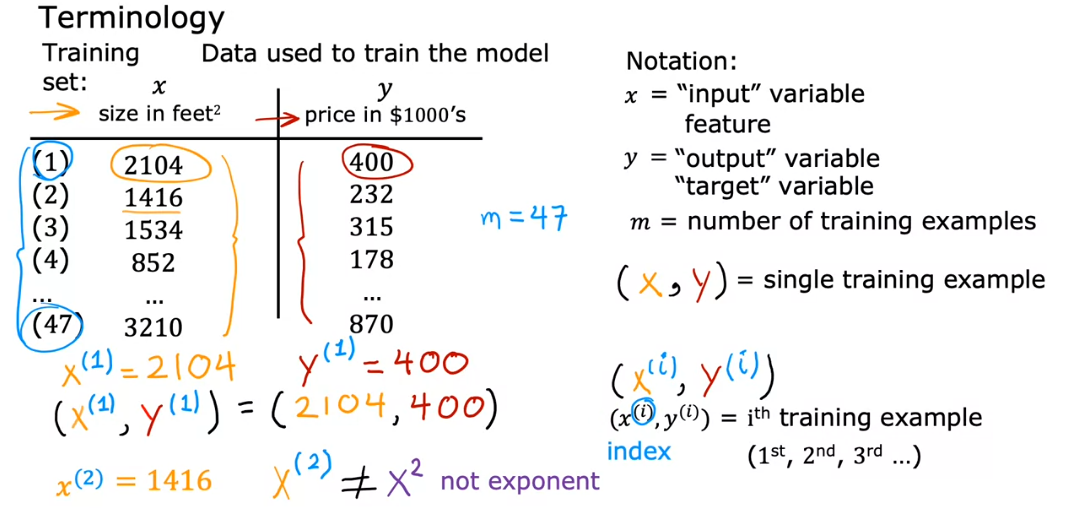 Terminology
Training set:
Data used to train the model
x
size in feet²
y
price in $1000's
(1) 2104 400
(2) 1416 232
(3) 1534 315
(4) 852 178
... ... ...
(47) 3210 870
m = 47
x⁽¹⁾ = 2104 y⁽¹⁾ = 400
(x⁽¹⁾, y⁽¹⁾) = (2104, 400)
x⁽²⁾ = 1416 x⁽²⁾ ≠ x² not exponent
Notation:
x = "input" variable
feature
y = "output" variable
"target" variable
m = number of training examples
(x, y) = single training example
(x⁽ⁱ⁾, y⁽ⁱ⁾)
(x⁽ⁱ⁾, y⁽ⁱ⁾) = iᵗʰ training example
index (1ˢᵗ, 2ⁿᵈ, 3ʳᵈ ...)